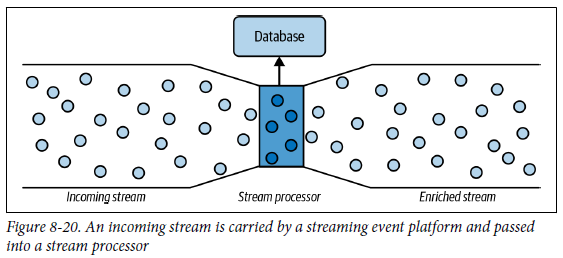 Database
Incoming stream
Stream processor
Enriched stream
Figure 8-20. An incoming stream is carried by a streaming event platform and passed
into a stream processor